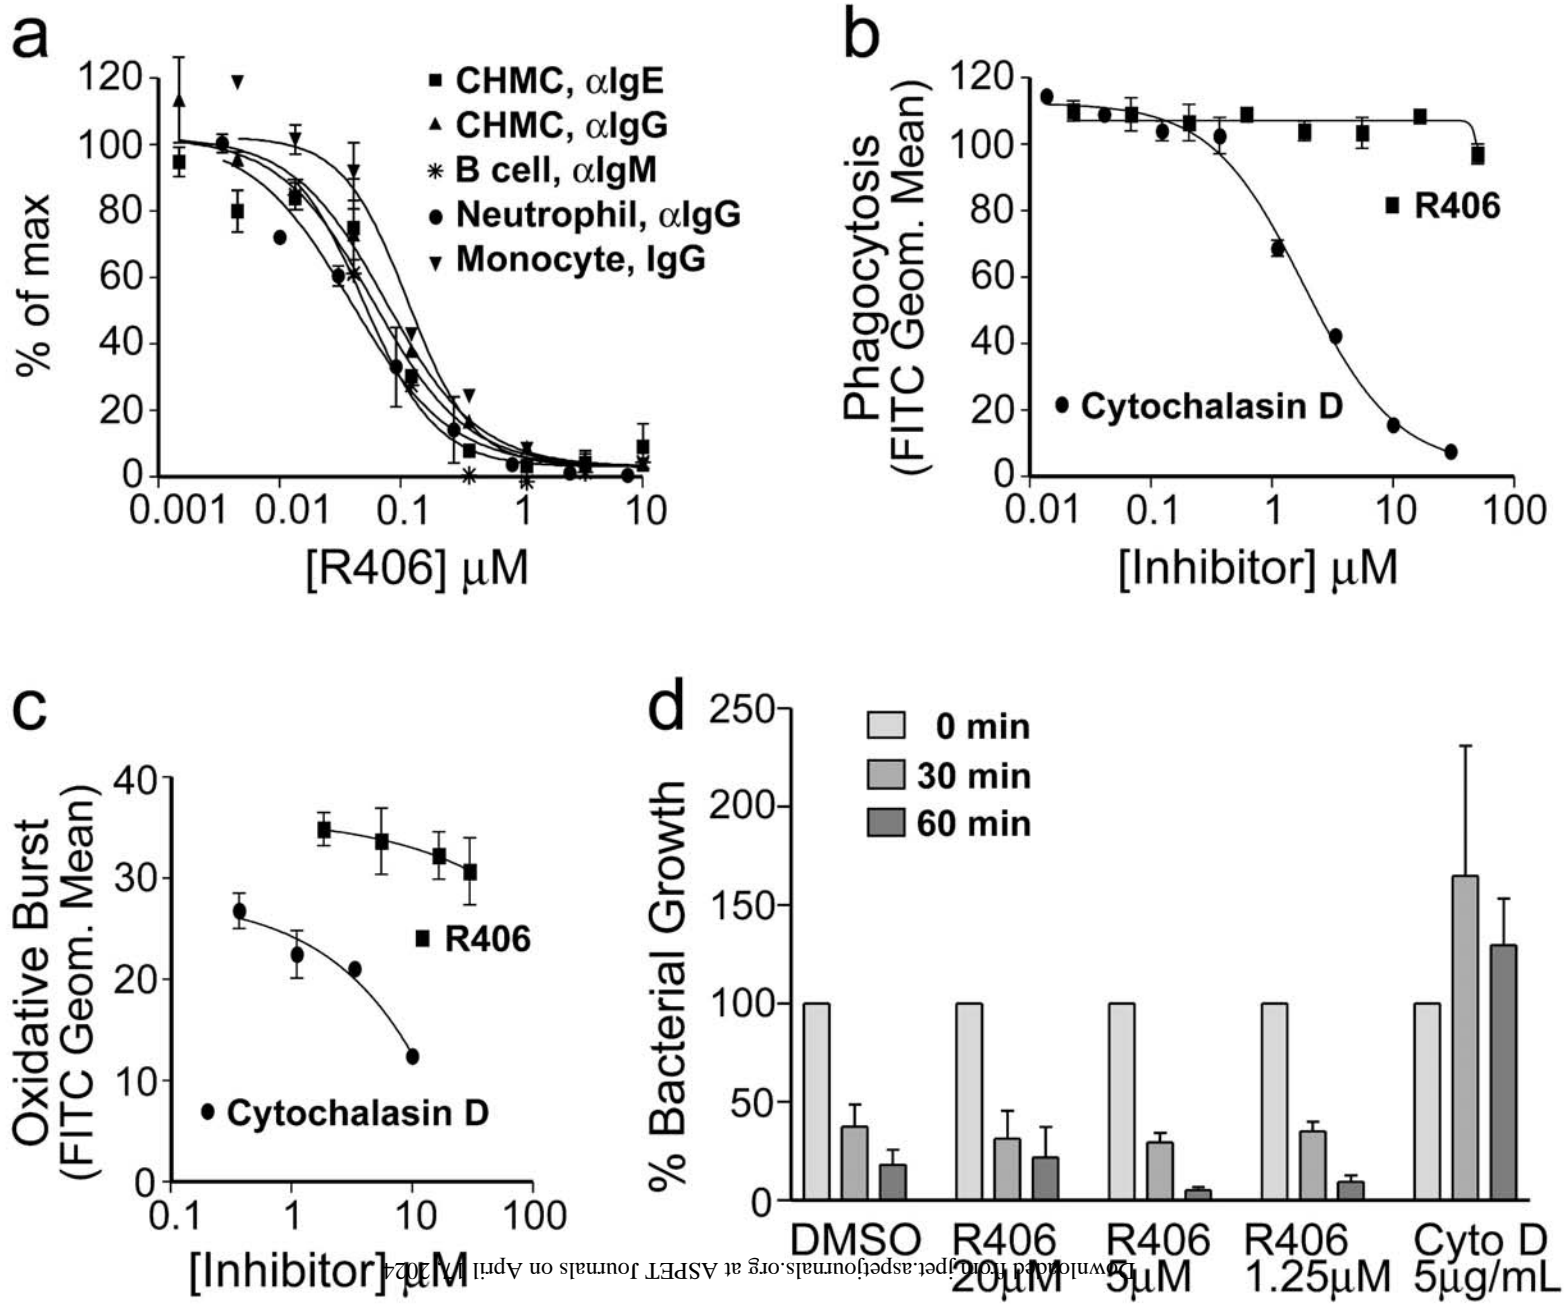 a
120
100
80
60
40
20
0
% of max
■ CHMC, αIgE
▲ CHMC, αIgG
✳ B cell, αIgM
● Neutrophil, αIgG
▼ Monocyte, IgG
0.001 0.01 0.1 1 10
[R406] μM
b
120
100
80
60
40
20
0
Phagocytosis
(FITC Geom. Mean)
■ R406
● Cytochalasin D
0.01 0.1 1 10 100
[Inhibitor] μM
c
40
30
20
10
0
Oxidative Burst
(FITC Geom. Mean)
■ R406
● Cytochalasin D
0.1 1 10 100
[Inhibitor] μM
d
250
200
150
100
50
0
% Bacterial Growth
0 min
30 min
60 min
DMSO R406 R406 R406 Cyto D
20μM 5μM 1.25μM 5μg/mL
Downloaded from jpet.aspetjournals.org at ASPET Journals on April 17, 2024